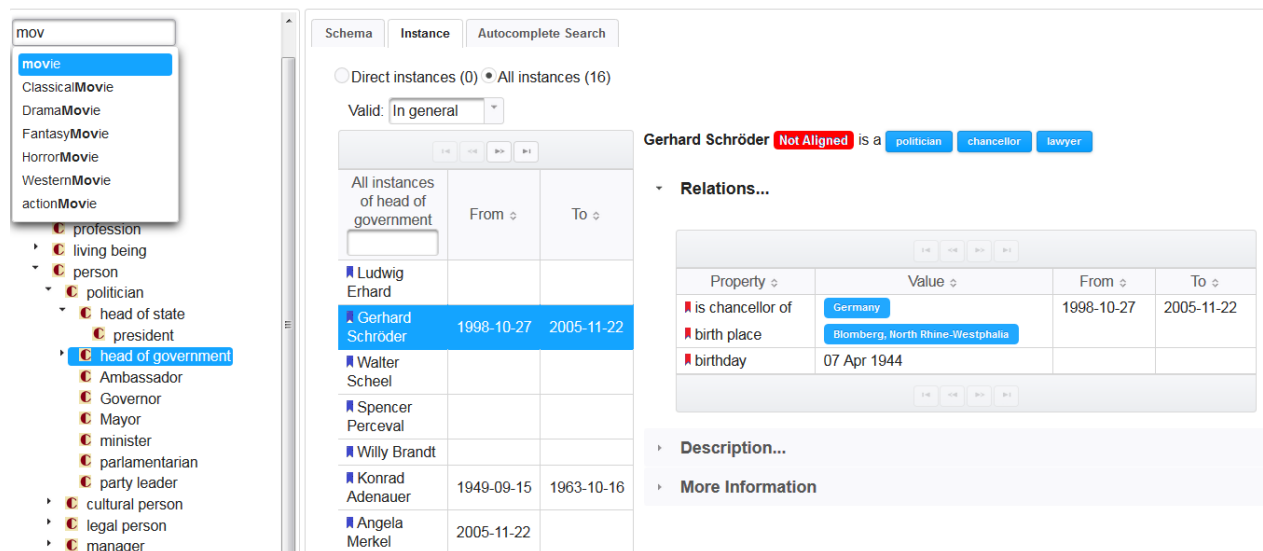 mov
movie
ClassicalMovie
DramaMovie
FantasyMovie
HorrorMovie
WesternMovie
actionMovie
profession
living being
person
politician
head of state
president
head of government
Ambassador
Governor
Mayor
minister
parlamentarian
party leader
cultural person
legal person
manager
Schema Instance Autocomplete Search
Direct instances (0) All instances (16)
Valid: In general
All instances
of head of
government
From To
Ludwig
Erhard
Gerhard
Schröder
1998-10-27 2005-11-22
Walter
Scheel
Spencer
Perceval
Willy Brandt
Konrad
Adenauer
1949-09-15 1963-10-16
Angela
Merkel
2005-11-22
Gerhard Schröder Not Aligned is a politician chancellor lawyer
Relations...
Property Value From To
is chancellor of Germany 1998-10-27 2005-11-22
birth place Blomberg, North Rhine-Westphalia
birthday 07 Apr 1944
Description...
More Information